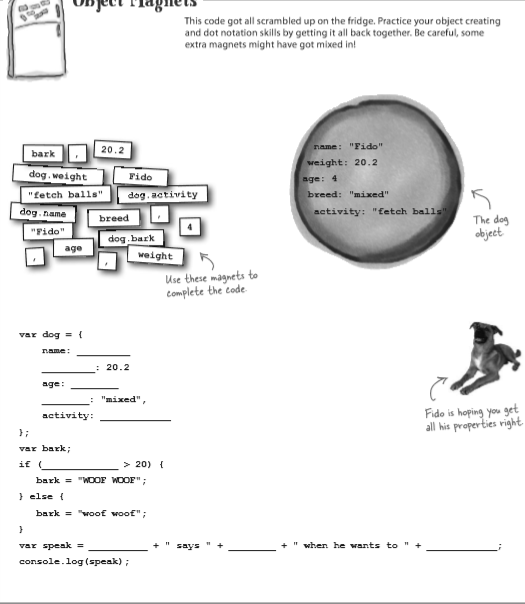 Object Magnets
This code got all scrambled up on the fridge. Practice your object creating
and dot notation skills by getting it all back together. Be careful, some
extra magnets might have got mixed in!
bark
,
20.2
dog.weight
Fido
"fetch balls"
dog.activity
dog.name
breed
,
4
"Fido"
dog.bark
age
,
,
weight
Use these magnets to
complete the code.
name: "Fido"
weight: 20.2
age: 4
breed: "mixed"
activity: "fetch balls"
The dog
object.
var dog = {
name: _________
_________: 20.2
age: ________
________: "mixed",
activity: ____________
};
var bark;
if (_____________ > 20) {
bark = "WOOF WOOF";
} else {
bark = "woof woof";
}
var speak = __________ + " says " + ________ + " when he wants to " + ____________;
console.log(speak);
Fido is hoping you get
all his properties right.